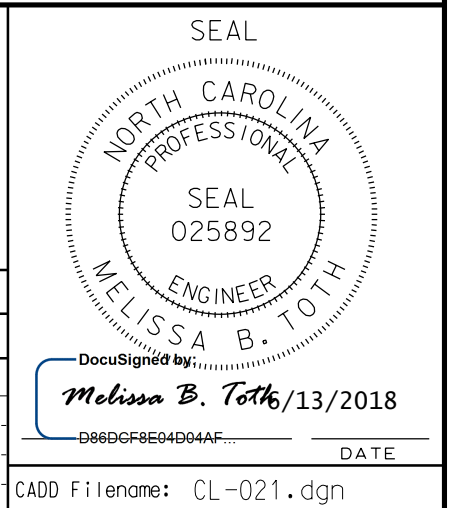 SEAL
NORTH CAROLINA
PROFESSIONAL
SEAL
025892
ENGINEER
MELISSA B. TOTH
DocuSigned by:
Melissa B. Toth
6/13/2018
D86DCF8E04D04AF...
DATE
CADD Filename: CL-021.dgn